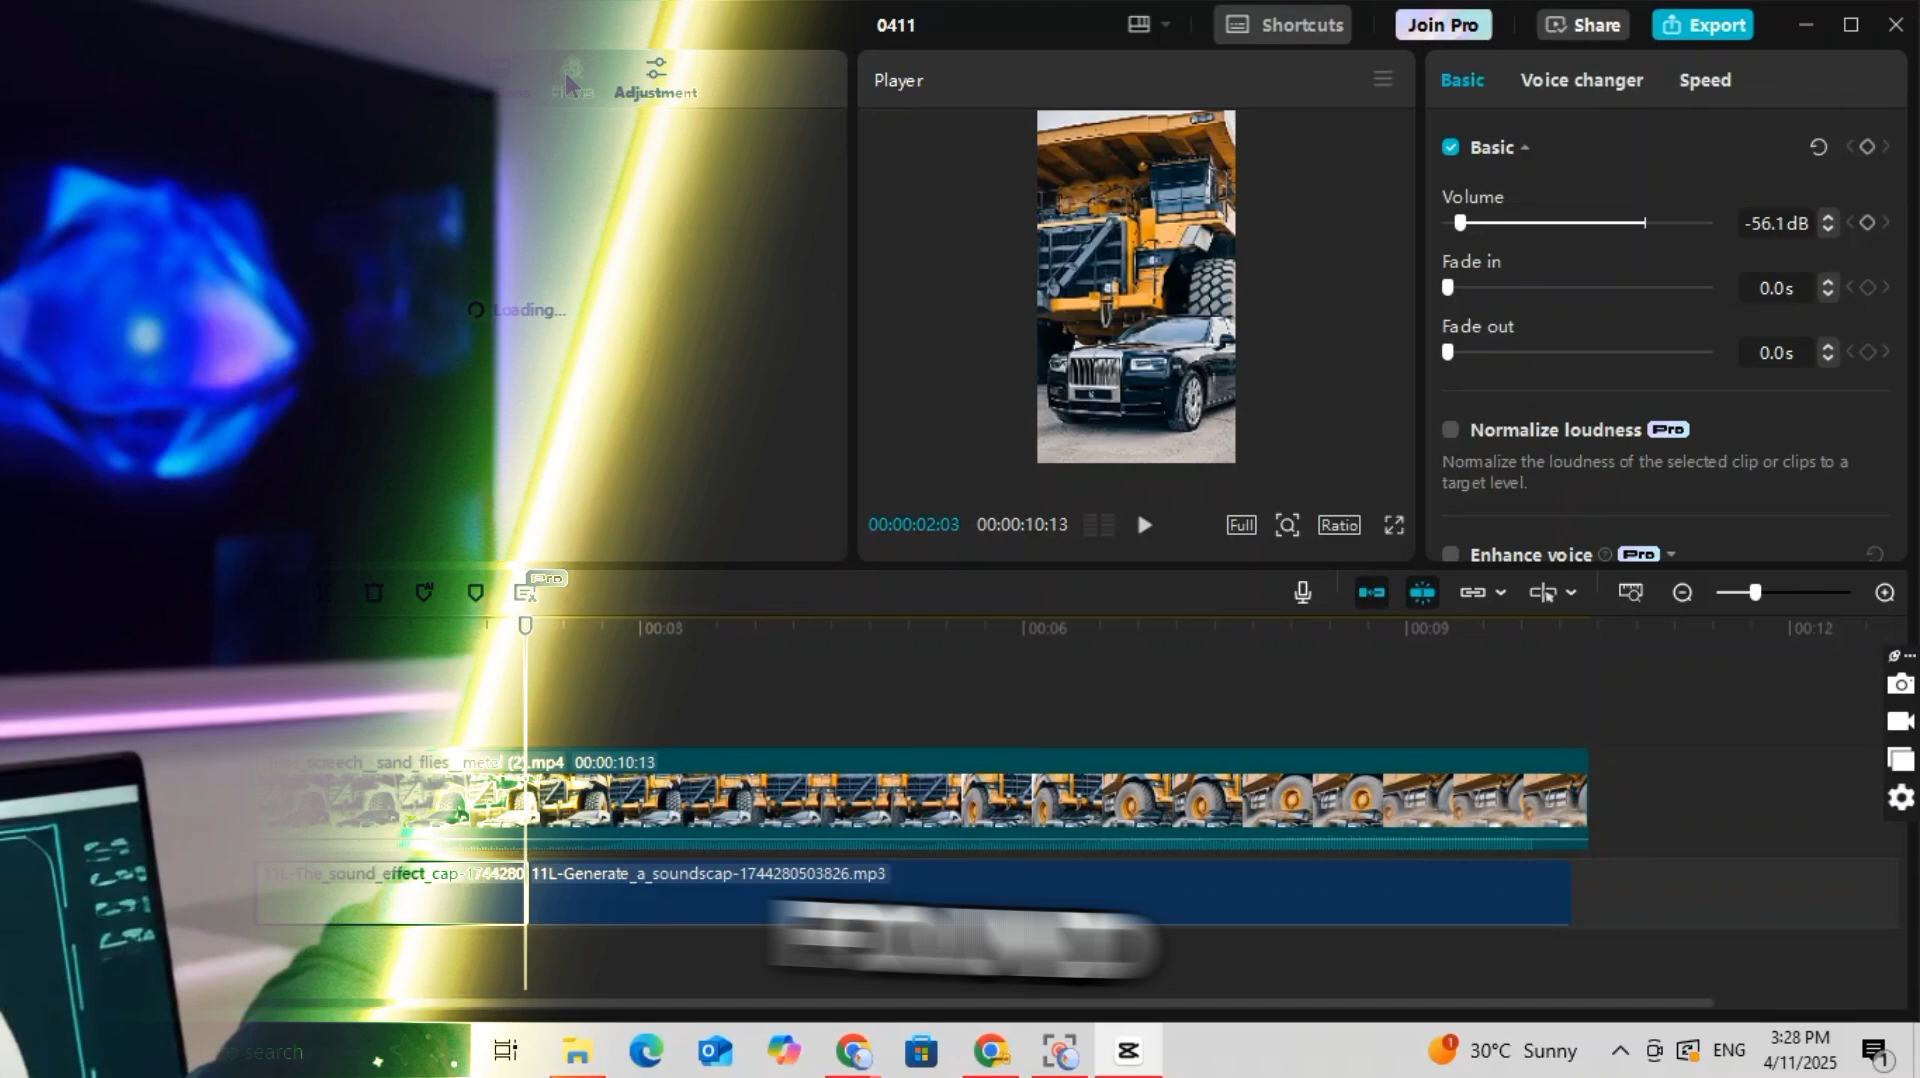 0411
Shortcuts
Join Pro
Share
Export
Adjustment
Player
Basic
Voice changer
Speed
Basic
Volume
-56.1dB
Fade in
0.0s
Loading...
Fade out
0.0s
Normalize loudness Pro
Normalize the loudness of the selected clip or clips to a
target level.
00:00:02:03 00:00:10:13
Full
Ratio
Enhance voice Pro
Pro
00:03
00:06
00:09
00:12
screech__sand_flies__metal (2).mp4 00:00:10:13
11L-The_sound_effect_cap-1744280
11L-Generate_a_soundscap-1744280503826.mp3
search
30°C Sunny
ENG
3:28 PM
4/11/2025